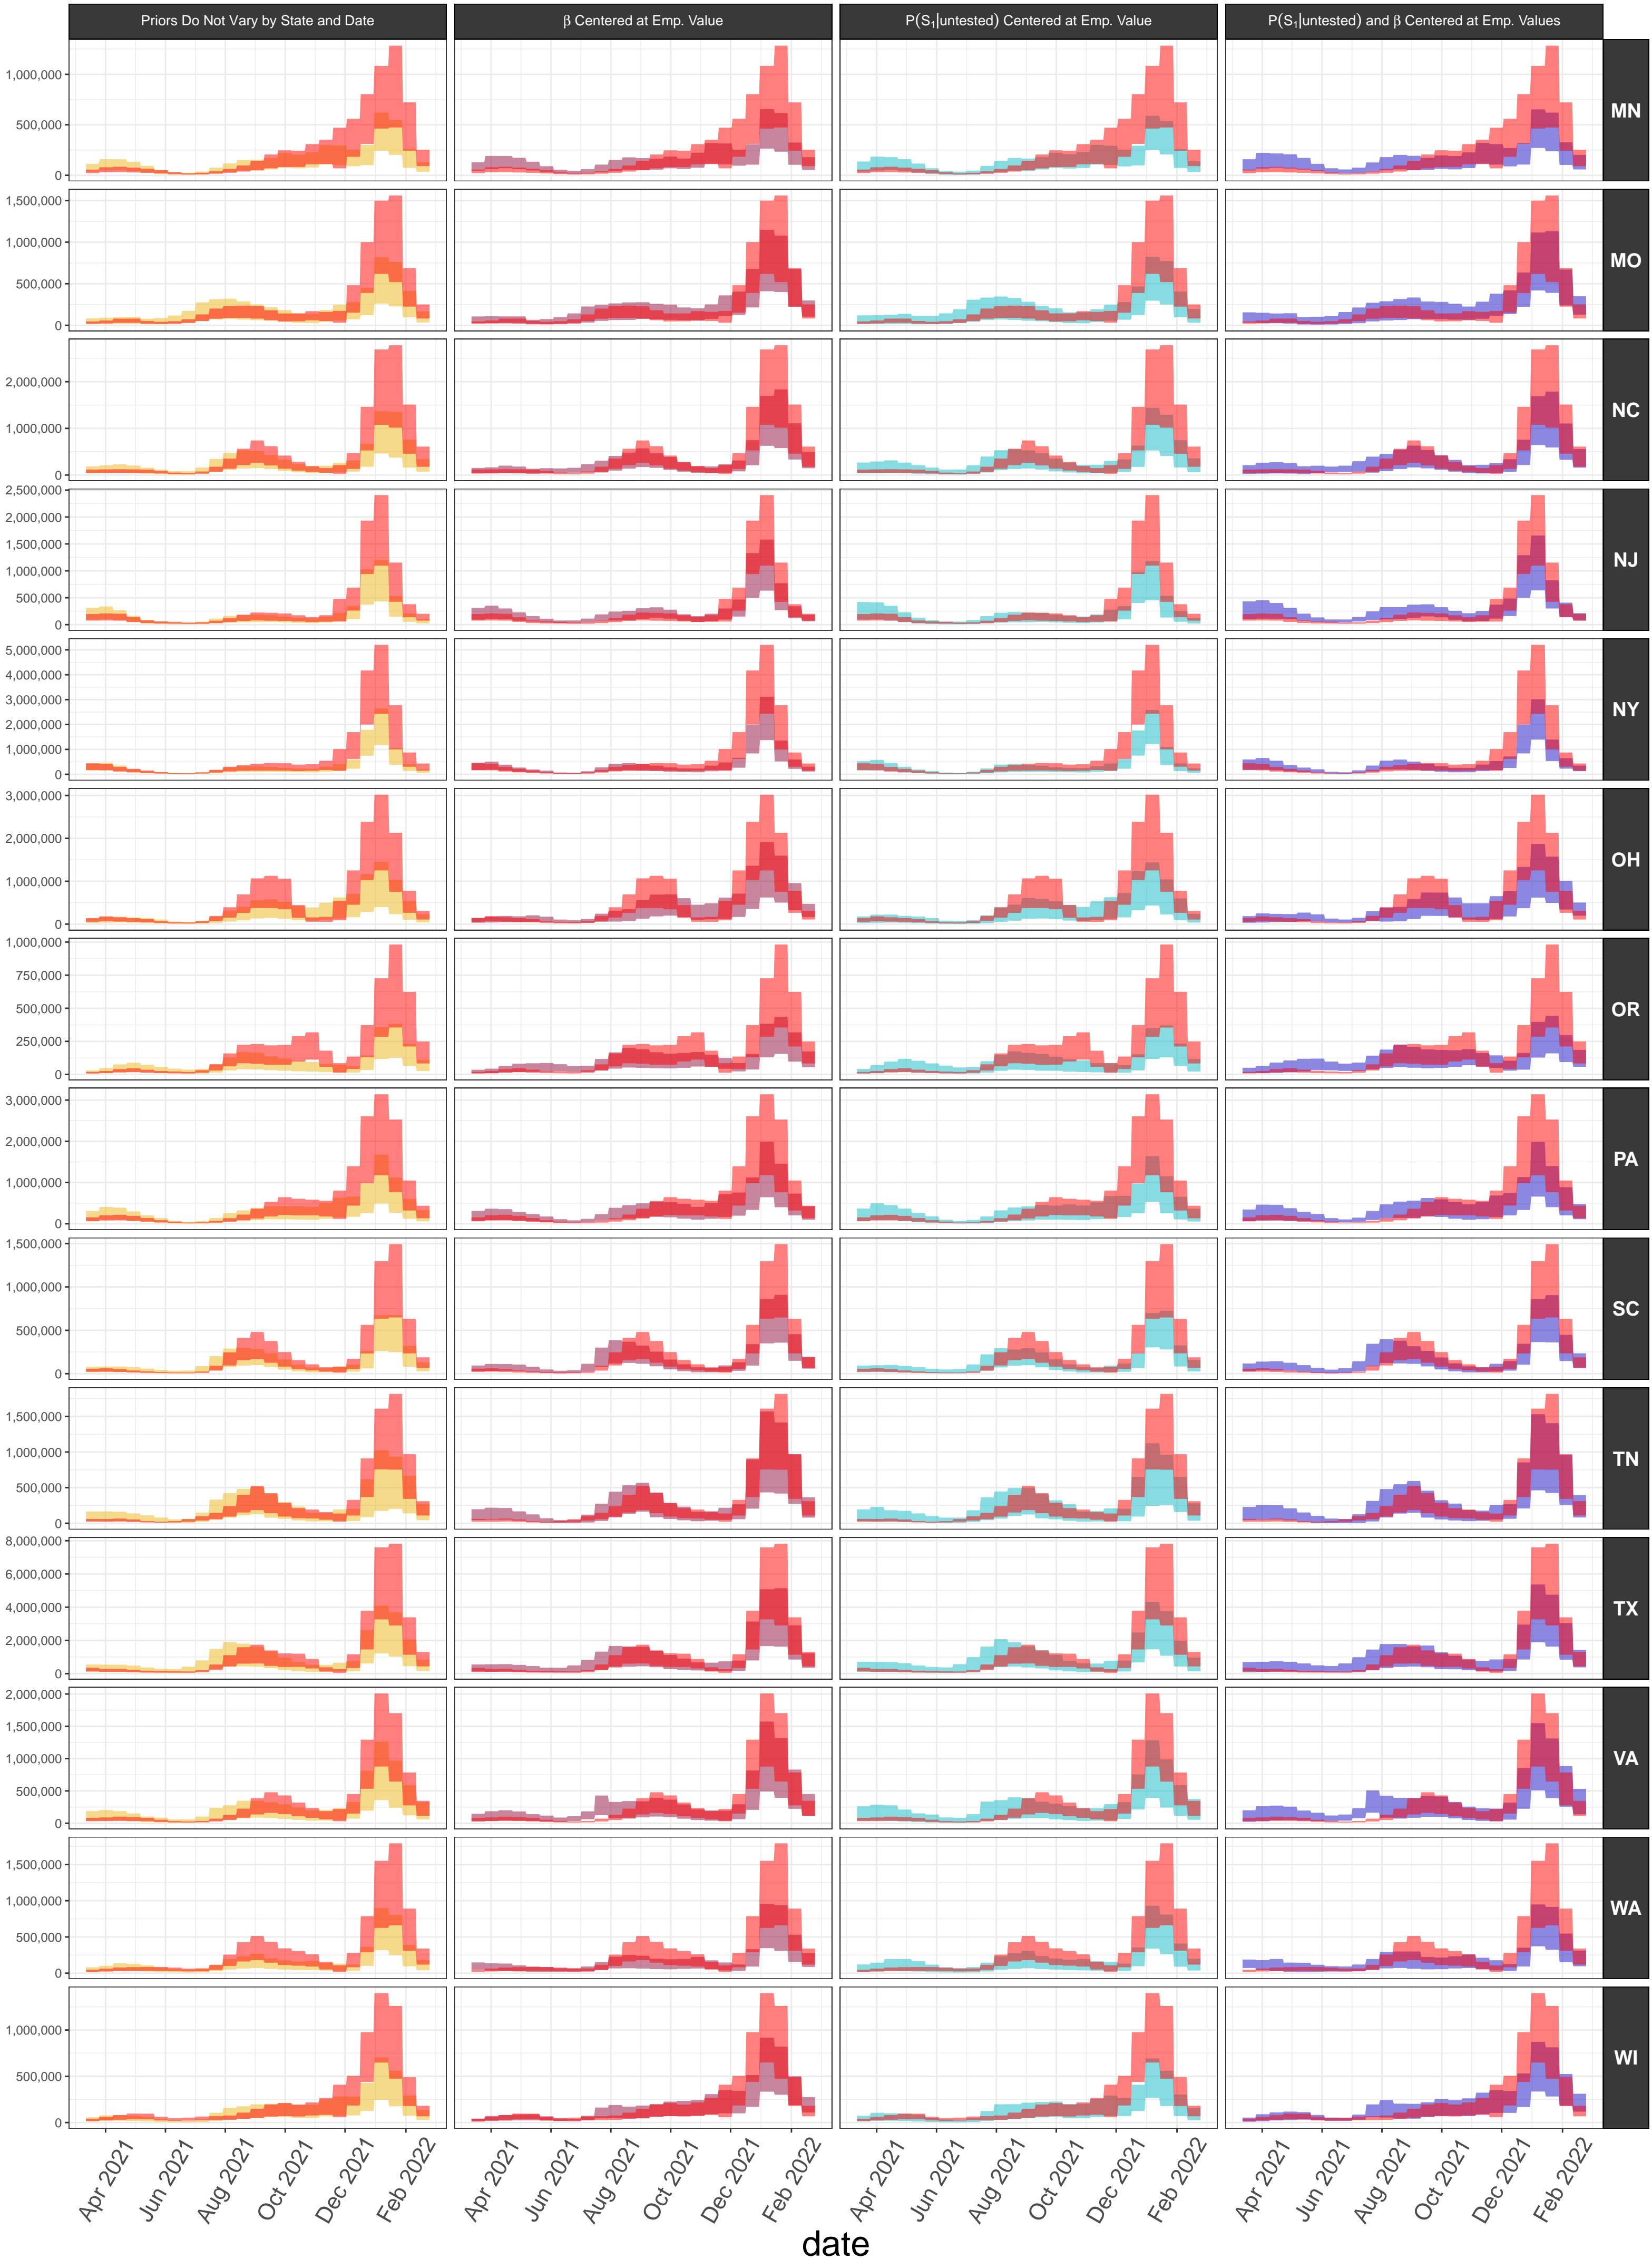 Priors Do Not Vary by State and Date
β Centered at Emp. Value
P(S₁|untested) Centered at Emp. Value
P(S₁|untested) and β Centered at Emp. Values
1,000,000
500,000
0
MN
1,500,000
1,000,000
500,000
0
MO
2,000,000
1,000,000
0
NC
2,500,000
2,000,000
1,500,000
1,000,000
500,000
0
NJ
5,000,000
4,000,000
3,000,000
2,000,000
1,000,000
0
NY
3,000,000
2,000,000
1,000,000
0
OH
1,000,000
750,000
500,000
250,000
0
OR
3,000,000
2,000,000
1,000,000
0
PA
1,500,000
1,000,000
500,000
0
SC
1,500,000
1,000,000
500,000
0
TN
8,000,000
6,000,000
4,000,000
2,000,000
0
TX
2,000,000
1,500,000
1,000,000
500,000
0
VA
1,500,000
1,000,000
500,000
0
WA
1,000,000
500,000
0
WI
Apr 2021
Jun 2021
Aug 2021
Oct 2021
Dec 2021
Feb 2022
Apr 2021
Jun 2021
Aug 2021
Oct 2021
Dec 2021
Feb 2022
Apr 2021
Jun 2021
Aug 2021
Oct 2021
Dec 2021
Feb 2022
Apr 2021
Jun 2021
Aug 2021
Oct 2021
Dec 2021
Feb 2022
date